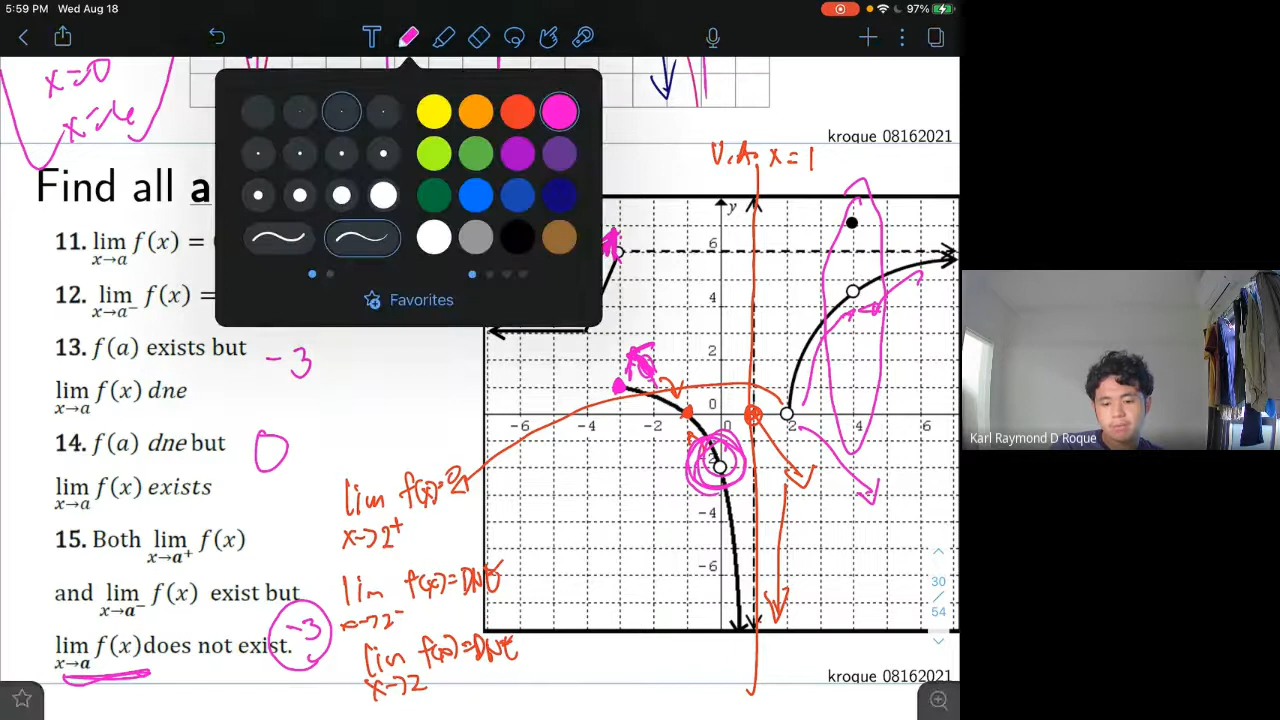 5:59 PM Wed Aug 18
97%
x=0
kroque 08162021
V.A. x=1
Find all a
11. lim f(x) =
x→a
12. lim f(x) =
x→a⁻
13. f(a) exists but -3
lim f(x) dne
x→a
14. f(a) dne but 0
lim f(x) exists
x→a
15. Both lim f(x)
x→a⁺
and lim f(x) exist but
x→a⁻
lim f(x) does not exist. -3
x→a
Favorites
lim f(x)=
x→2⁺
lim f(x)=DNE
x→2⁻
lim f(x)=DNE
x→2
y
6
4
2
0
-6 -4 -2 0 2 4 6
-4
-6
30
/
54
kroque 08162021
Karl Raymond D Roque